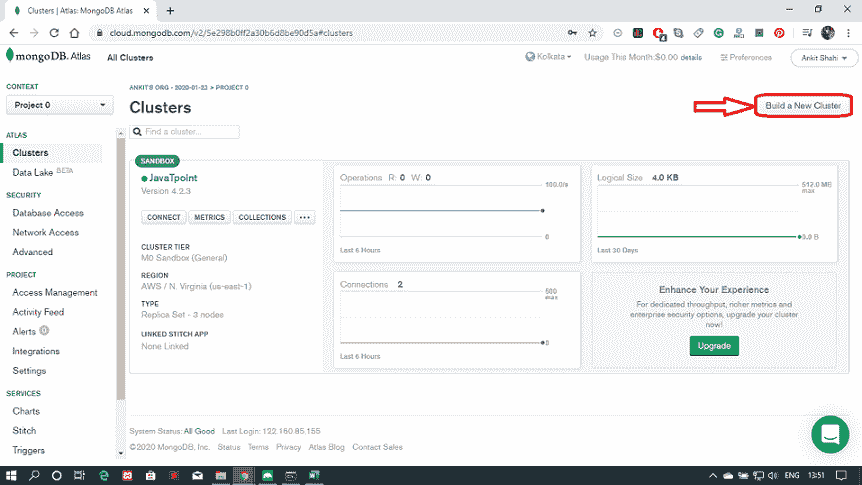 Clusters | Atlas: MongoDB Atlas
cloud.mongodb.com/v2/5e298b0ff2a30b6d8be90d5a#clusters
mongoDB. Atlas
All Clusters
Kolkata
Usage This Month:$0.00 details
Preferences
Ankit Shahi
CONTEXT
Project 0
ANKIT'S ORG - 2020-01-23 > PROJECT 0
Clusters
Build a New Cluster
Find a cluster...
ATLAS
Clusters
Data Lake BETA
SECURITY
Database Access
Network Access
Advanced
PROJECT
Access Management
Activity Feed
Alerts 0
Integrations
Settings
SERVICES
Charts
Stitch
Triggers
SANDBOX
JavaTpoint
Version 4.2.3
CONNECT METRICS COLLECTIONS ...
CLUSTER TIER
M0 Sandbox (General)
REGION
AWS / N. Virginia (us-east-1)
TYPE
Replica Set - 3 nodes
LINKED STITCH APP
None Linked
Operations R: 0 W: 0
100.0/s
0
Last 6 Hours
Logical Size 4.0 KB
512.0 MB
max
0.0 B
Last 30 Days
Connections 2
500
max
0
Last 6 Hours
Enhance Your Experience
For dedicated throughput, richer metrics and
enterprise security options, upgrade your cluster
now!
Upgrade
System Status: All Good Last Login: 122.160.85.155
©2020 MongoDB, Inc. Status Terms Privacy Atlas Blog Contact Sales
ENG 13:51